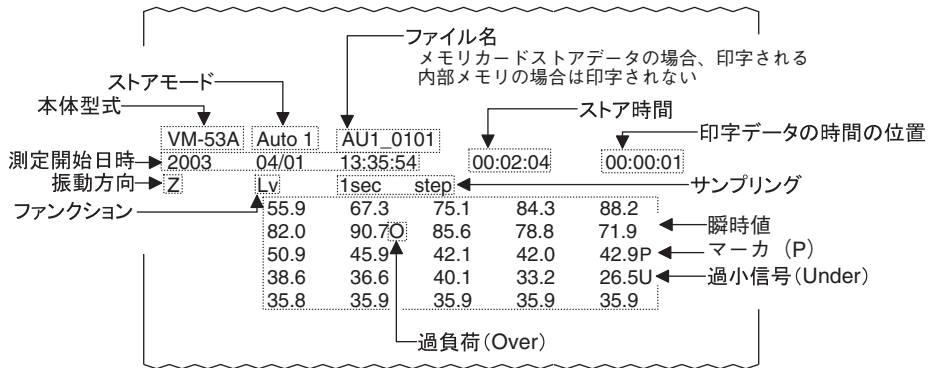 ファイル名
メモリカードストアデータの場合、印字される
内部メモリの場合は印字されない
ストアモード
ストア時間
本体型式
印字データの時間の位置
VM-53A Auto 1 AU1_0101
測定開始日時 2003 04/01 13:35:54 00:02:04 00:00:01
振動方向 Z Lv 1sec step サンプリング
ファンクション
55.9 67.3 75.1 84.3 88.2
瞬時値
82.0 90.7O 85.6 78.8 71.9
50.9 45.9 42.1 42.0 42.9P マーカ（P）
38.6 36.6 40.1 33.2 26.5U 過小信号（Under）
35.8 35.9 35.9 35.9 35.9
過負荷（Over）